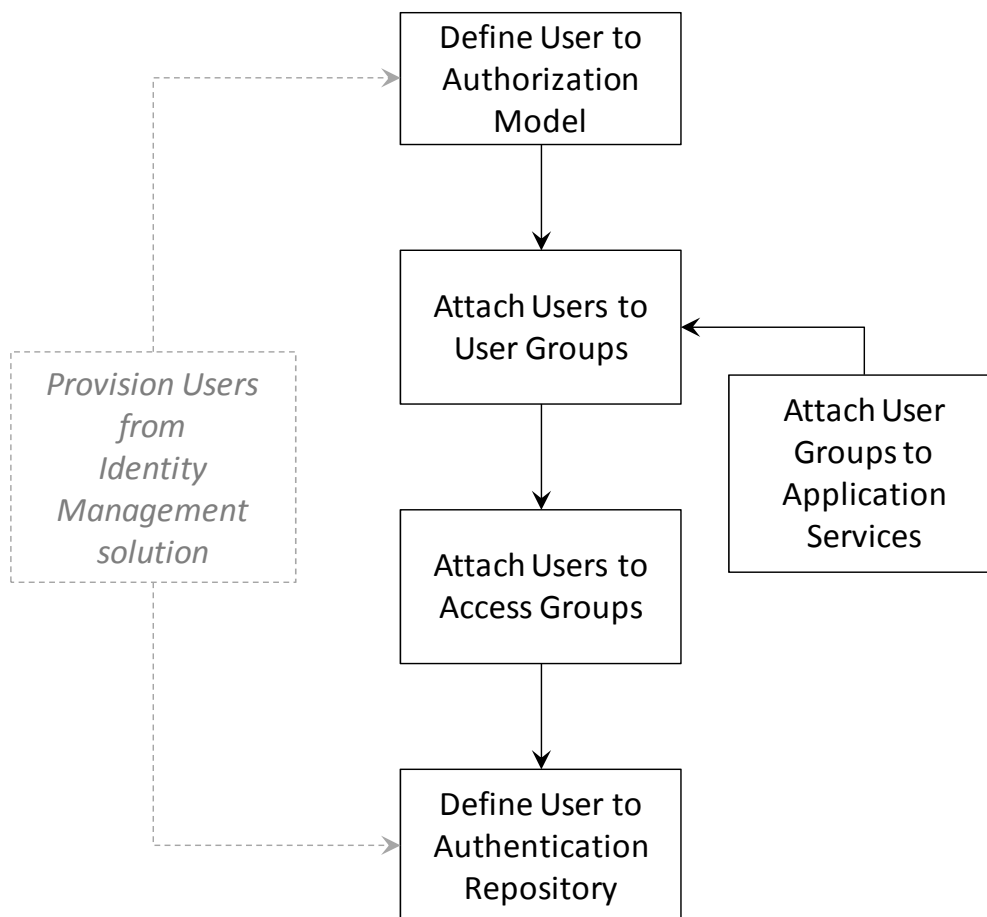 Define User to
Authorization
Model
Attach Users to
User Groups
Provision Users
from
Identity
Management
solution
Attach User
Groups to
Application
Services
Attach Users to
Access Groups
Define User to
Authentication
Repository